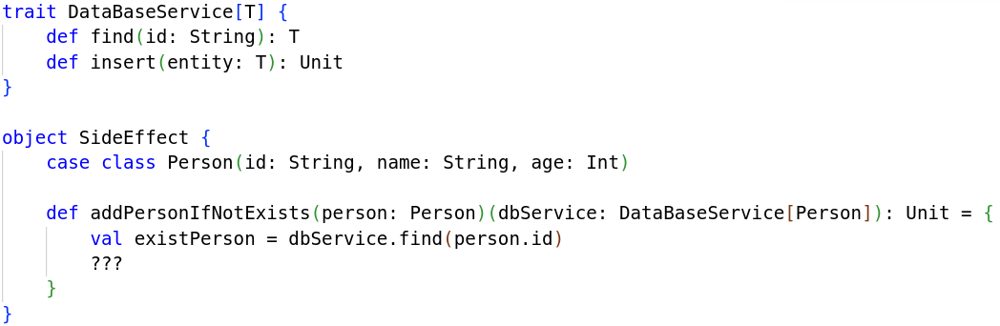 trait DataBaseService[T] {
    def find(id: String): T
    def insert(entity: T): Unit
}

object SideEffect {
    case class Person(id: String, name: String, age: Int)

    def addPersonIfNotExists(person: Person)(dbService: DataBaseService[Person]): Unit = {
        val existPerson = dbService.find(person.id)
        ???
    }
}